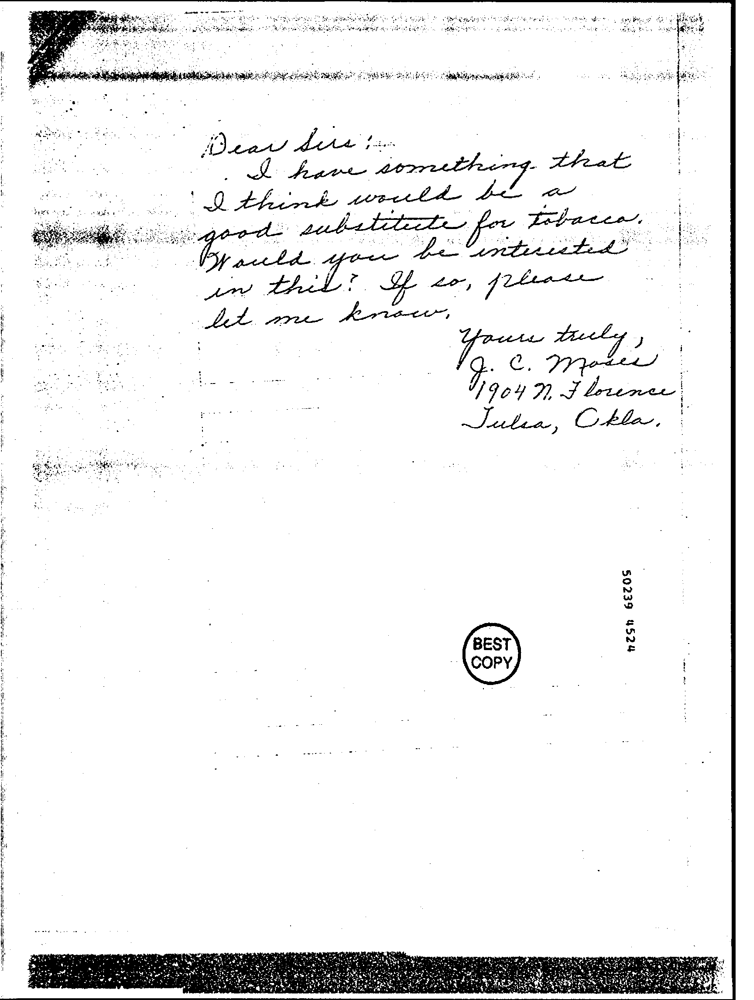 Dear Sirs:
I have something that
I think would be a
good substitute for tobacco.
Would you be interested
in this? If so, please
let me know.
Yours truly,
J. C. Moses
1904 N. Florence
Tulsa, Okla.
50239 4524
BEST
COPY